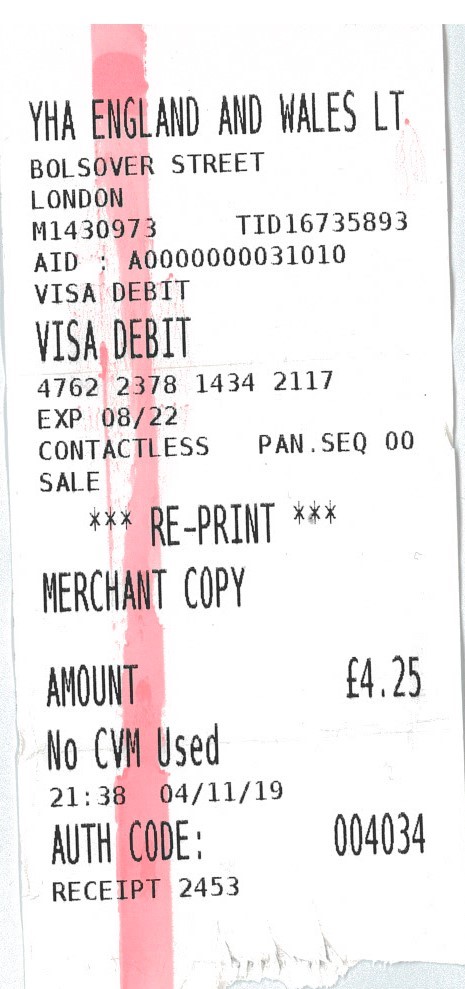 YHA ENGLAND AND WALES LT.
BOLSOVER STREET
LONDON
M1430973 TID16735893
AID : A0000000031010
VISA DEBIT
VISA DEBIT
4762 2378 1434 2117
EXP 08/22
CONTACTLESS PAN.SEQ 00
SALE
*** RE-PRINT ***
MERCHANT COPY
AMOUNT £4.25
No CVM Used
21:38 04/11/19
AUTH CODE: 004034
RECEIPT 2453